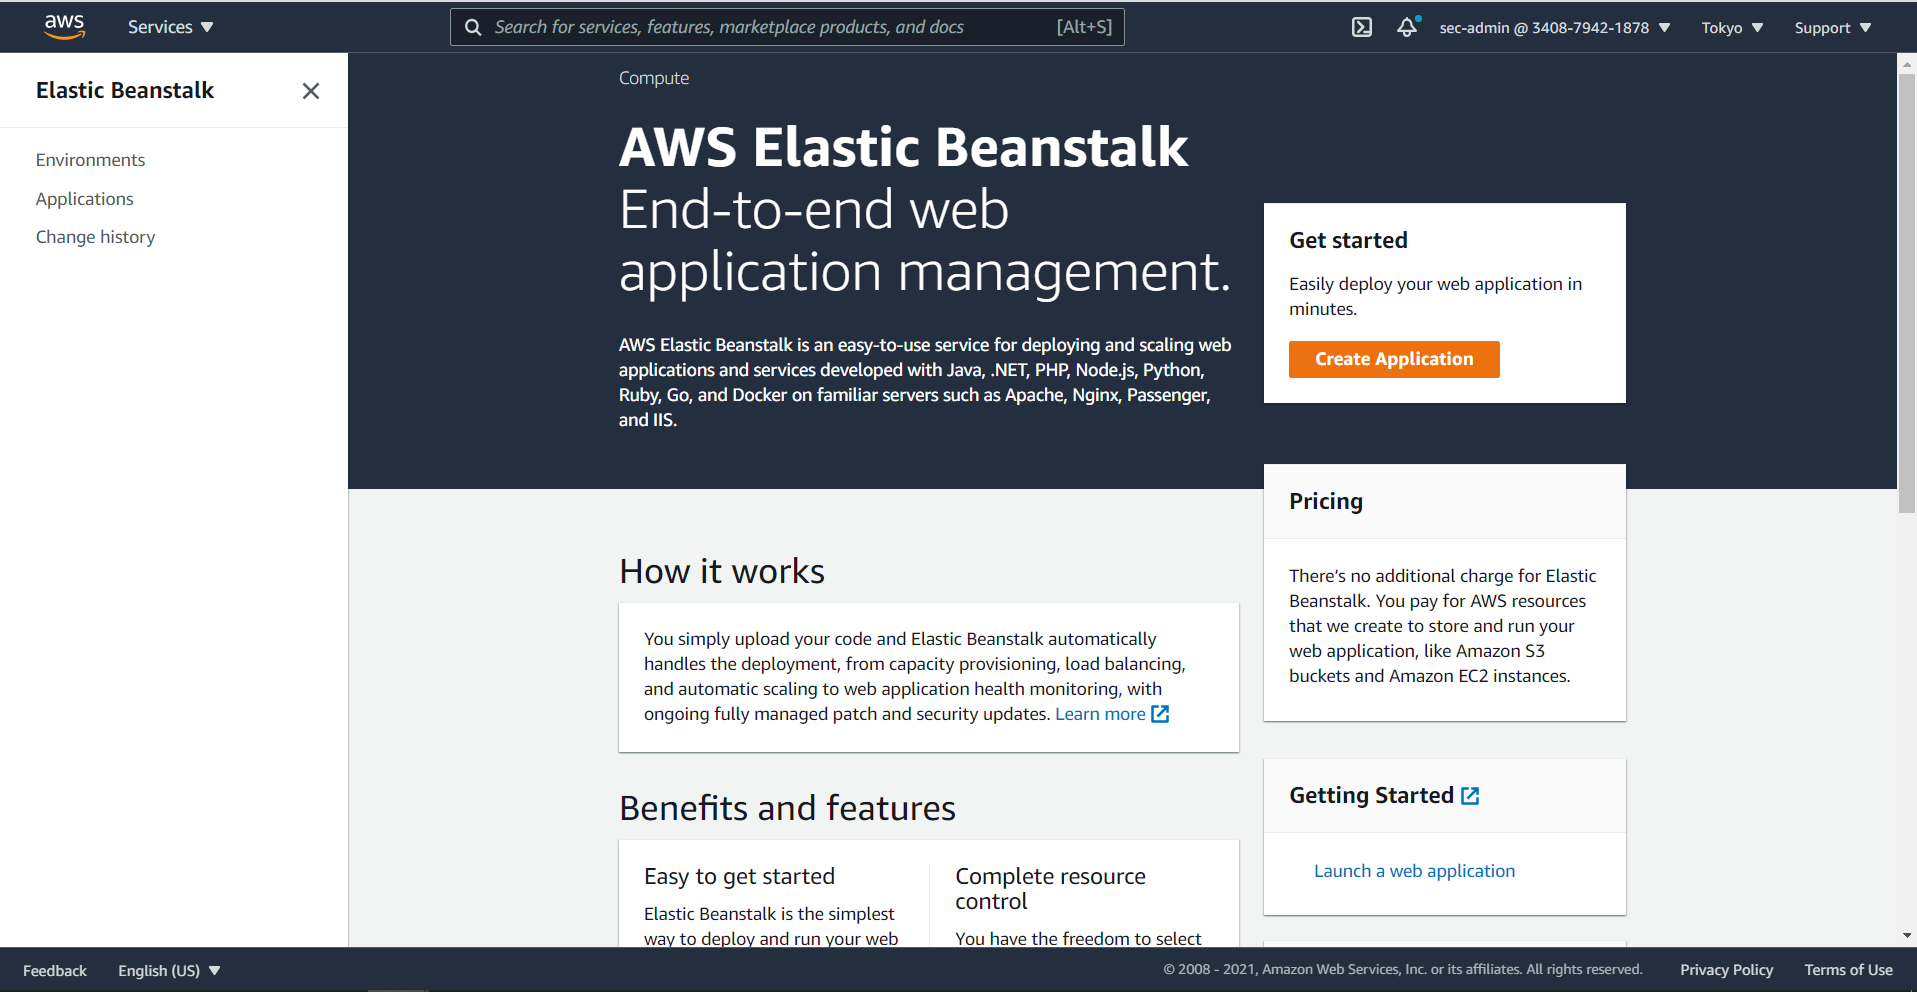 aws
Services
Search for services, features, marketplace products, and docs
[Alt+S]
sec-admin @ 3408-7942-1878
Tokyo
Support
Elastic Beanstalk
Environments
Applications
Change history
Compute
AWS Elastic Beanstalk
End-to-end web
application management.
AWS Elastic Beanstalk is an easy-to-use service for deploying and scaling web
applications and services developed with Java, .NET, PHP, Node.js, Python,
Ruby, Go, and Docker on familiar servers such as Apache, Nginx, Passenger,
and IIS.
Get started
Easily deploy your web application in
minutes.
Create Application
Pricing
There’s no additional charge for Elastic
Beanstalk. You pay for AWS resources
that we create to store and run your
web application, like Amazon S3
buckets and Amazon EC2 instances.
How it works
You simply upload your code and Elastic Beanstalk automatically
handles the deployment, from capacity provisioning, load balancing,
and automatic scaling to web application health monitoring, with
ongoing fully managed patch and security updates. Learn more
Getting Started
Launch a web application
Benefits and features
Easy to get started
Elastic Beanstalk is the simplest
way to deploy and run your web
Complete resource
control
You have the freedom to select
Feedback
English (US)
© 2008 - 2021, Amazon Web Services, Inc. or its affiliates. All rights reserved.
Privacy Policy
Terms of Use